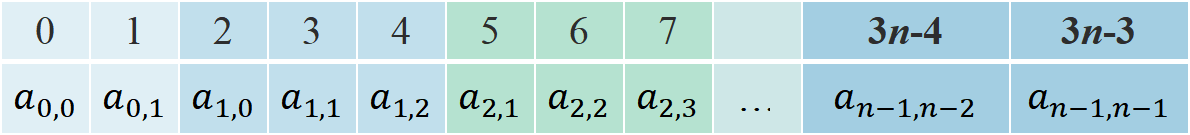 0 1 2 3 4 5 6 7 3n-4 3n-3
a₀,₀ a₀,₁ a₁,₀ a₁,₁ a₁,₂ a₂,₁ a₂,₂ a₂,₃ … aₙ₋₁,ₙ₋₂ aₙ₋₁,ₙ₋₁